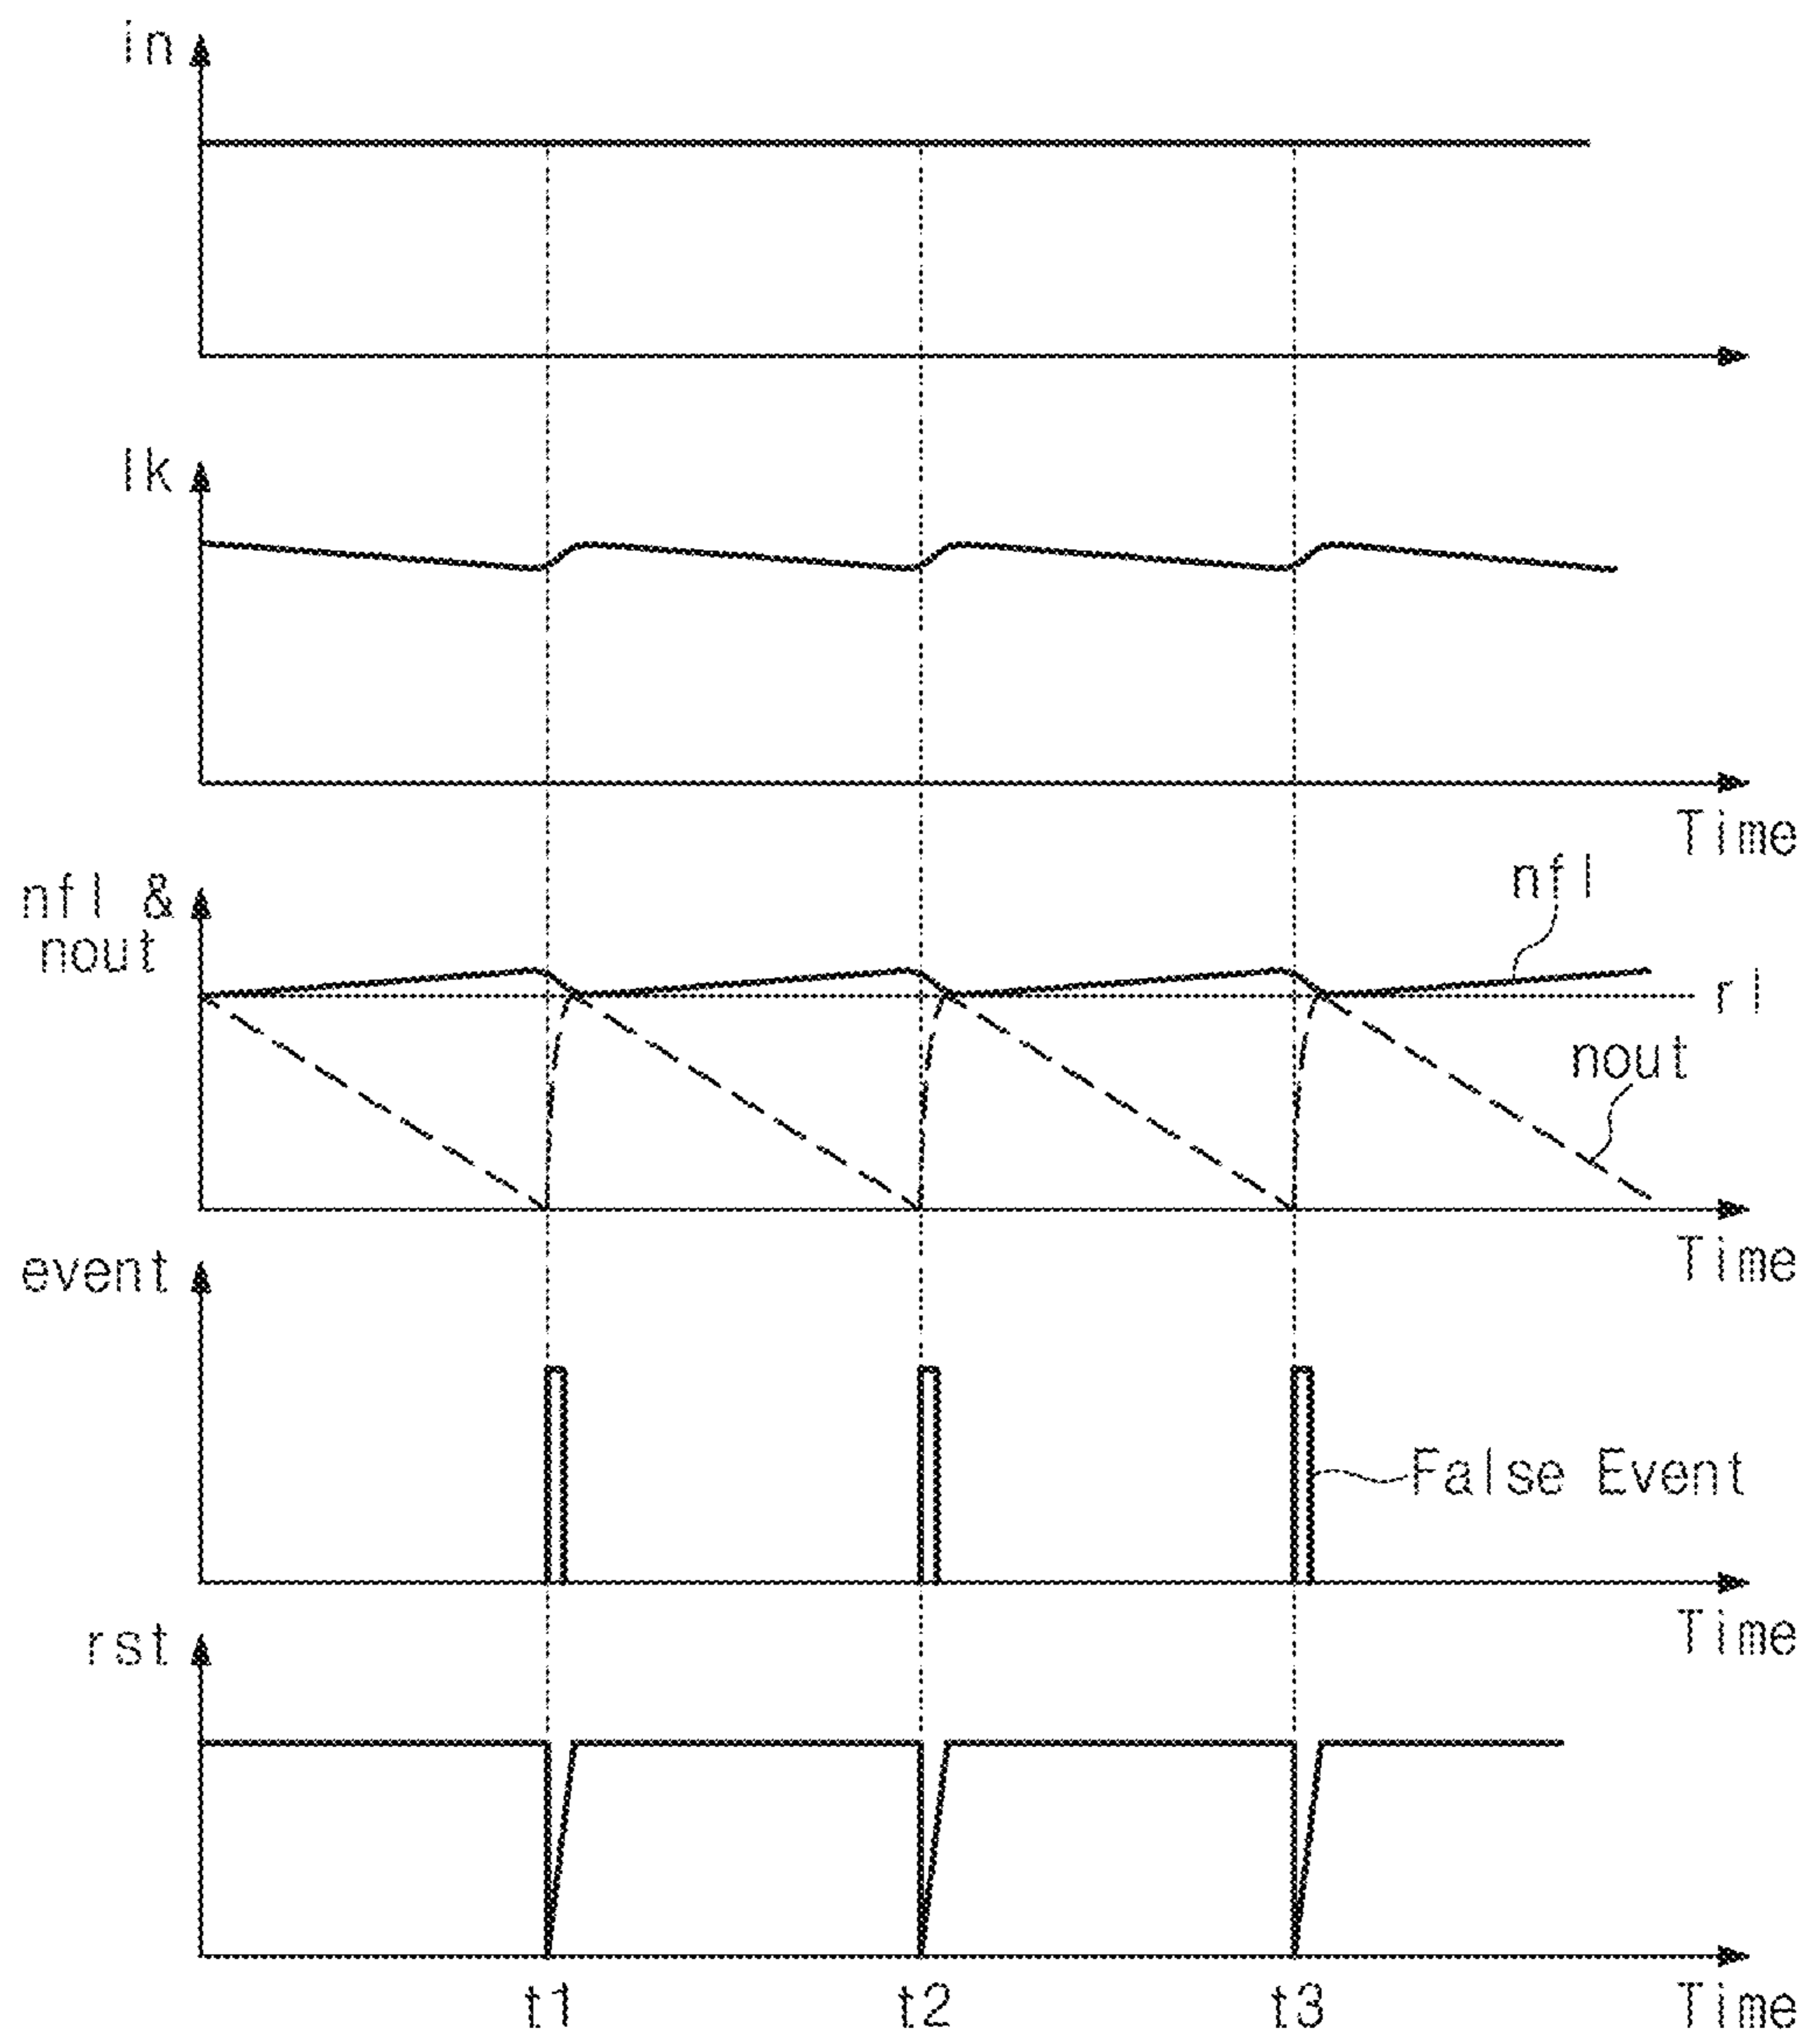 in
lk
Time
nfl &
nout
nfl
rl
nout
Time
event
False Event
Time
rst
t1 t2 t3 Time